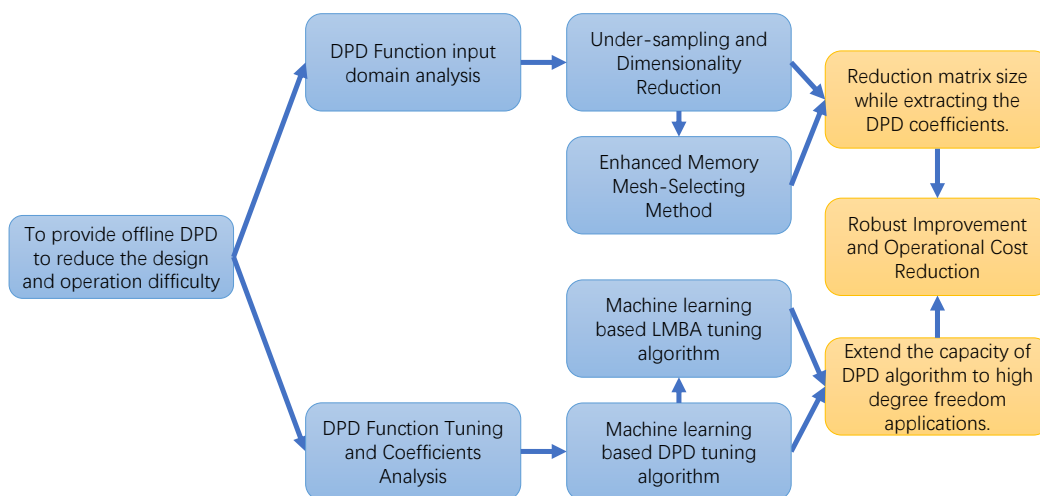 DPD Function input
domain analysis
Under-sampling and
Dimensionality
Reduction
Reduction matrix size
while extracting the
DPD coefficients.
Enhanced Memory
Mesh-Selecting
Method
To provide offline DPD
to reduce the design
and operation difficulty
Robust Improvement
and Operational Cost
Reduction
Machine learning
based LMBA tuning
algorithm
Extend the capacity of
DPD algorithm to high
degree freedom
applications.
DPD Function Tuning
and Coefficients
Analysis
Machine learning
based DPD tuning
algorithm